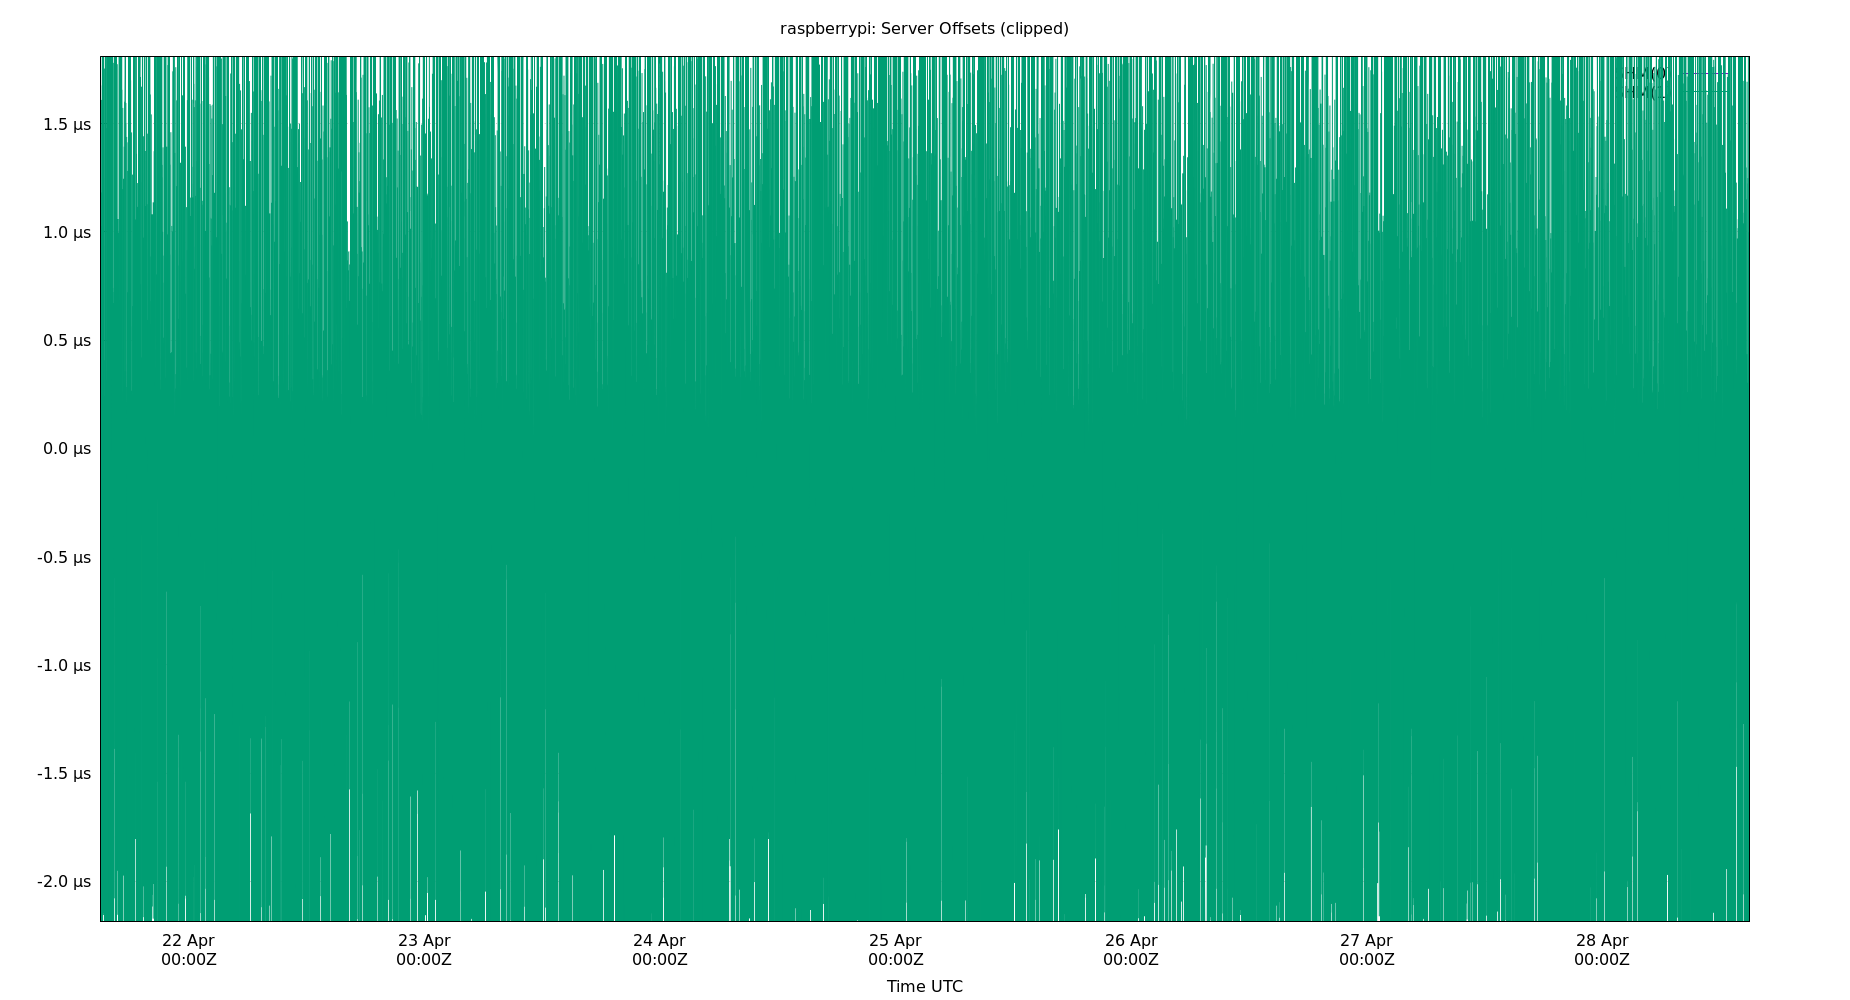 raspberrypi: Server Offsets (clipped)
1.5 µs
1.0 µs
0.5 µs
0.0 µs
-0.5 µs
-1.0 µs
-1.5 µs
-2.0 µs
22 Apr
00:00Z
23 Apr
00:00Z
24 Apr
00:00Z
25 Apr
00:00Z
26 Apr
00:00Z
27 Apr
00:00Z
28 Apr
00:00Z
Time UTC